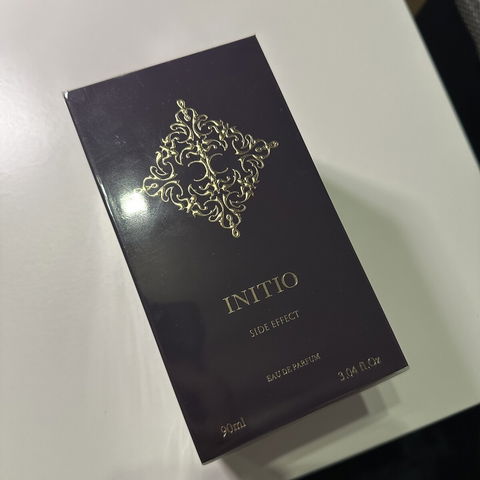 INITIO
SIDE EFFECT
EAU DE PARFUM
90ml 3.04 fl.Oz